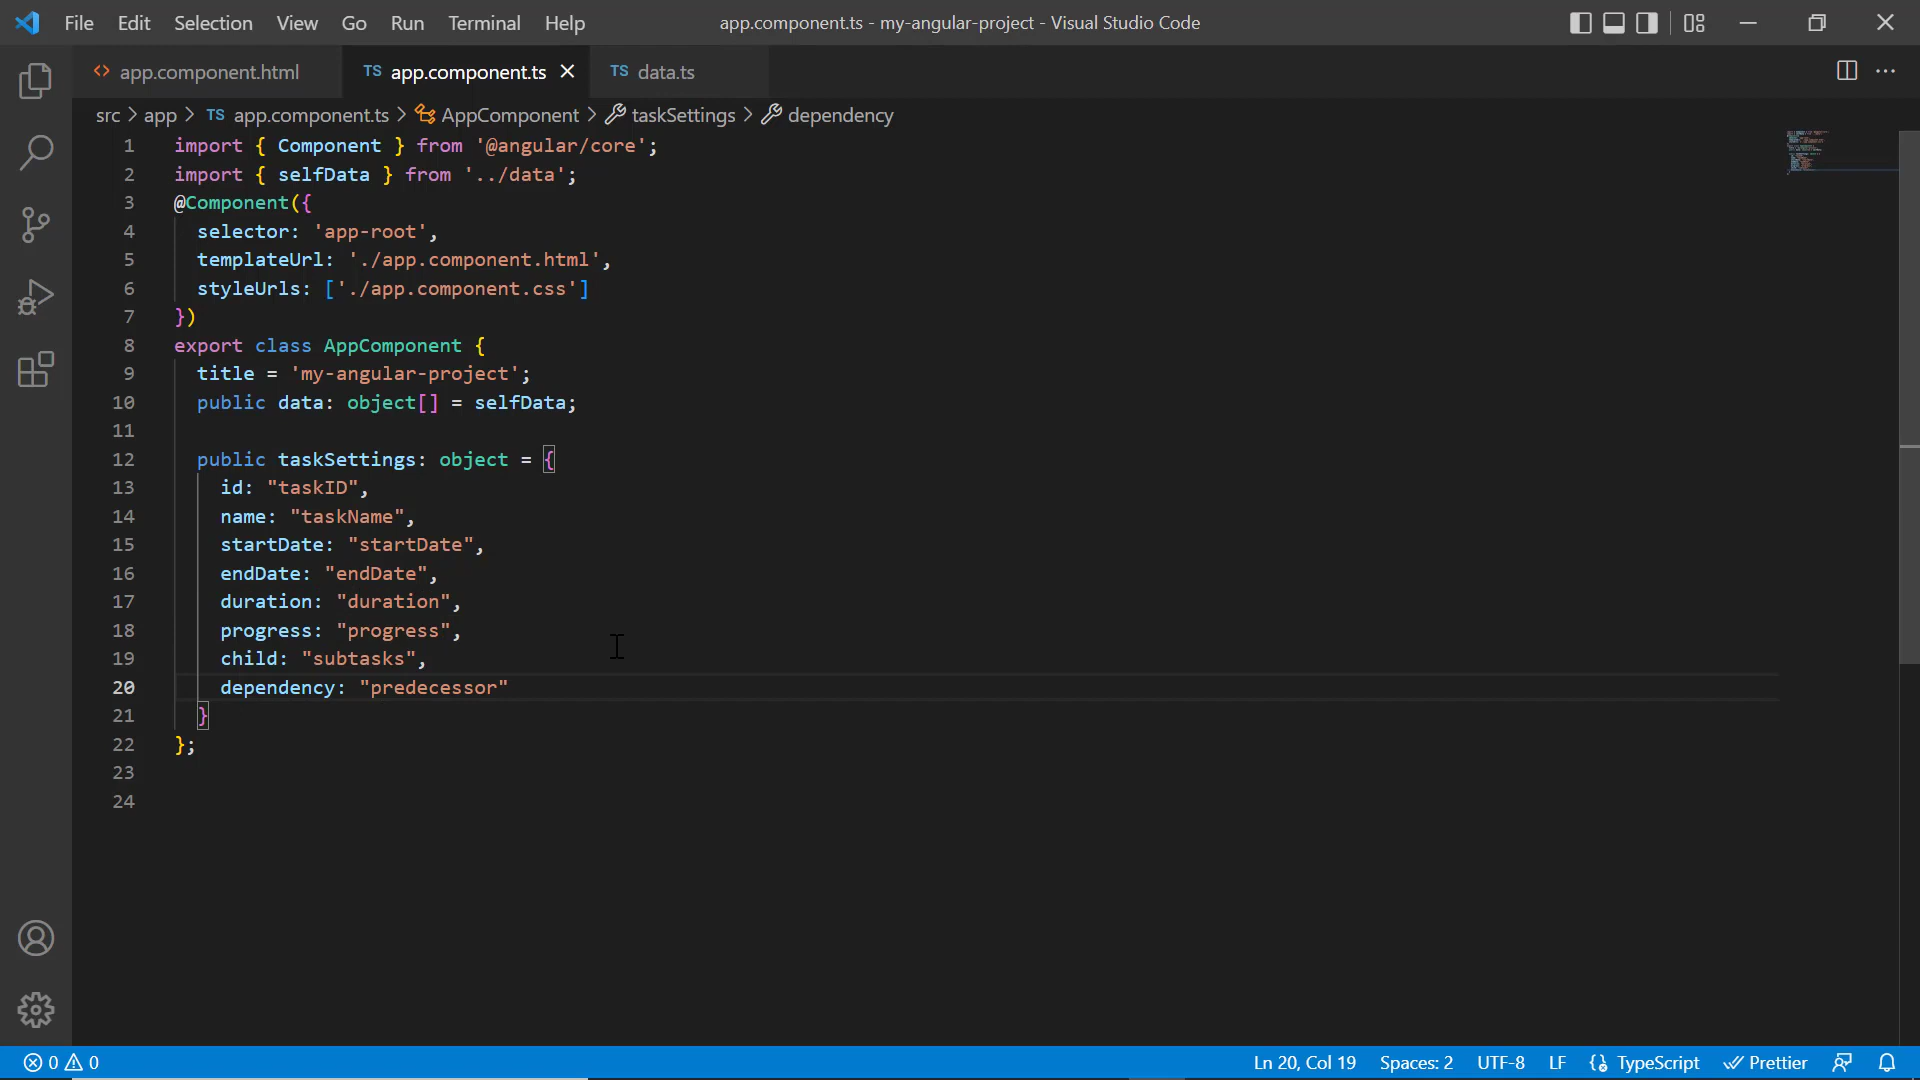 File Edit Selection View Go Run Terminal Help app.component.ts - my-angular-project - Visual Studio Code
<> app.component.html TS app.component.ts TS data.ts
src > app > TS app.component.ts > AppComponent > taskSettings > dependency
1 import { Component } from '@angular/core';
2 import { selfData } from '../data';
3 @Component({
4 selector: 'app-root',
5 templateUrl: './app.component.html',
6 styleUrls: ['./app.component.css']
7 })
8 export class AppComponent {
9 title = 'my-angular-project';
10 public data: object[] = selfData;
11
12 public taskSettings: object = {
13 id: "taskID",
14 name: "taskName",
15 startDate: "startDate",
16 endDate: "endDate",
17 duration: "duration",
18 progress: "progress",
19 child: "subtasks",
20 dependency: "predecessor"
21 }
22 };
23
24
0 0 Ln 20, Col 19 Spaces: 2 UTF-8 LF TypeScript Prettier